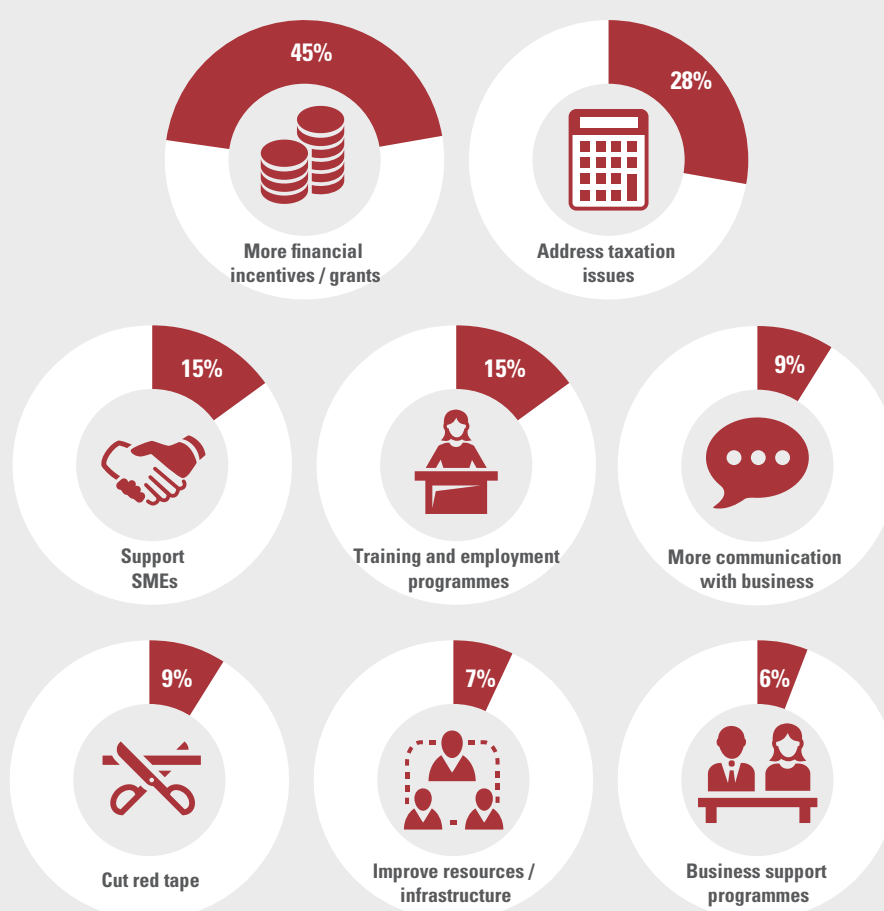 45%
More financial
incentives / grants
28%
Address taxation
issues
15%
Support
SMEs
15%
Training and employment
programmes
9%
More communication
with business
9%
Cut red tape
7%
Improve resources /
infrastructure
6%
Business support
programmes